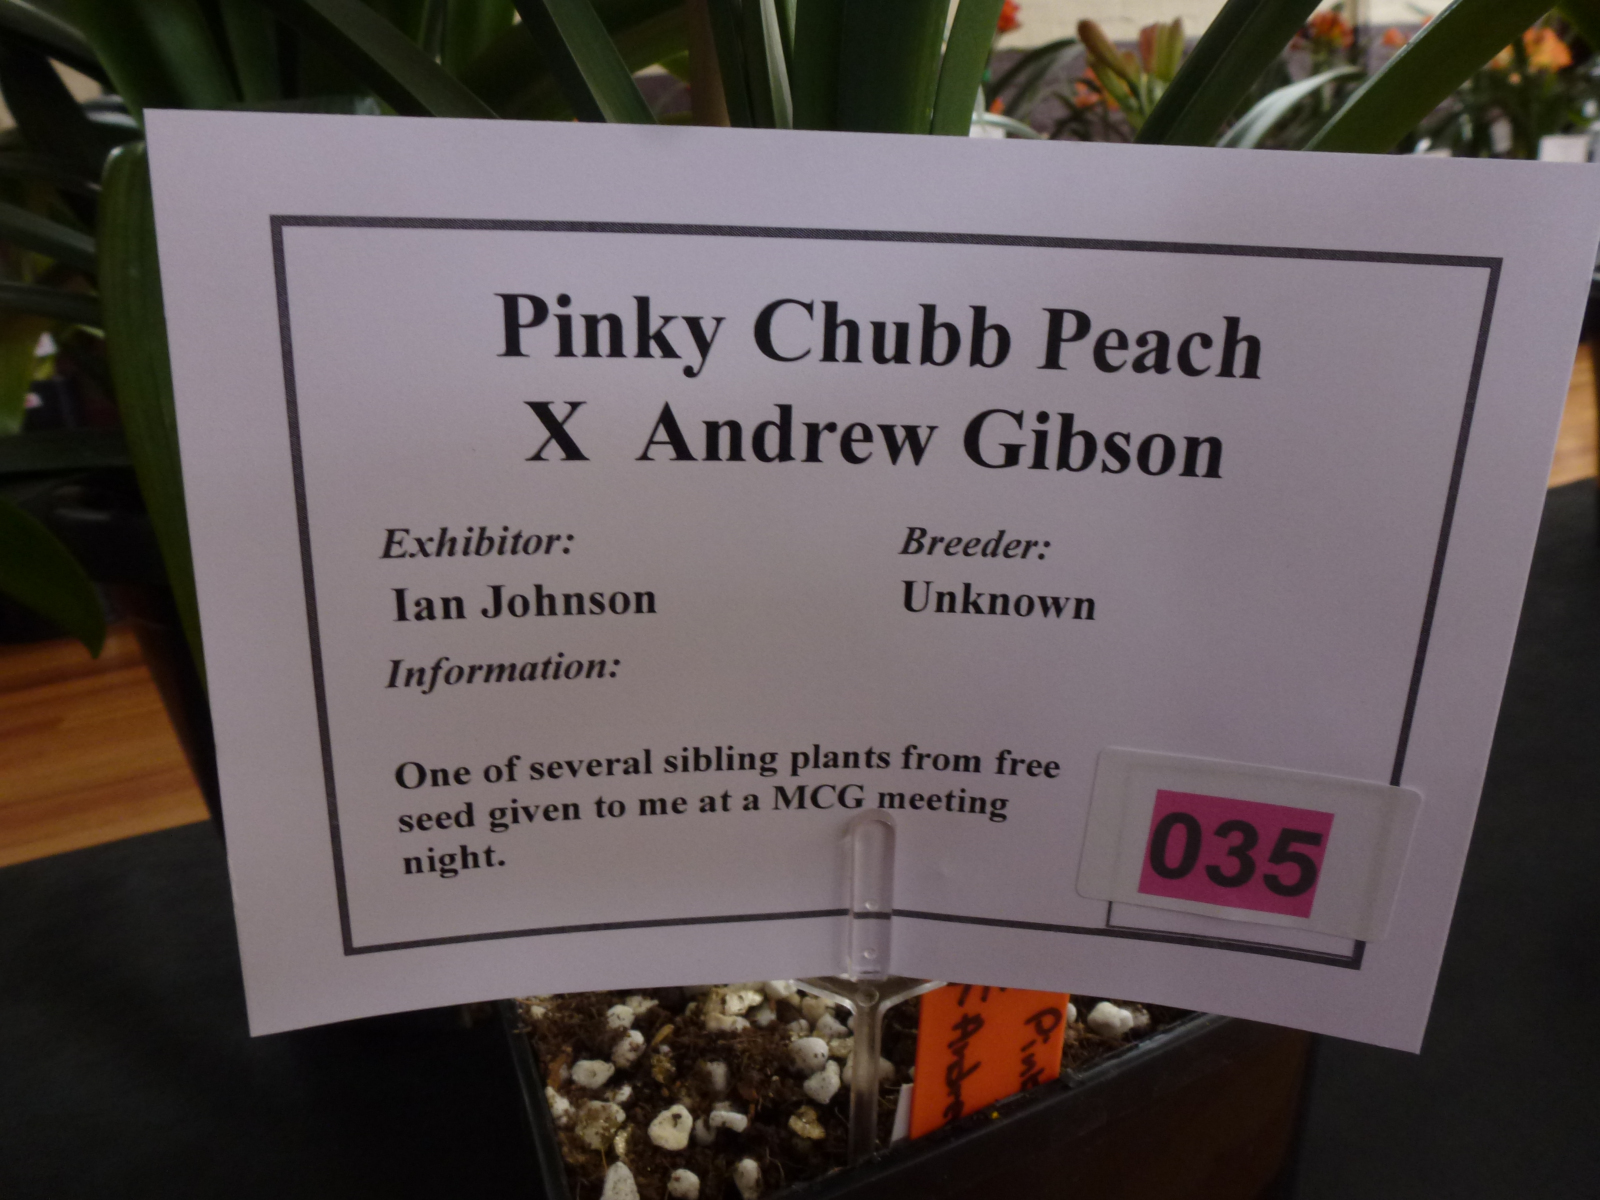 Pinky Chubb Peach
X Andrew Gibson
Exhibitor:
Breeder:
Ian Johnson
Unknown
Information:
One of several sibling plants from free
seed given to me at a MCG meeting
night.
035